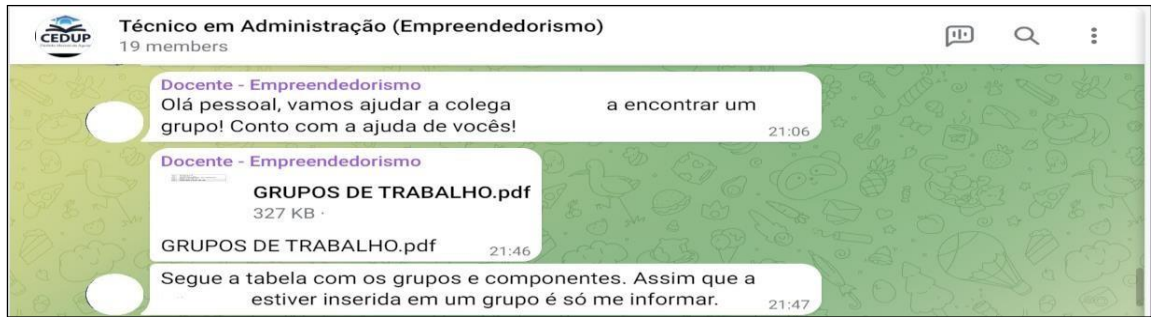 CEDUP
Técnico em Administração (Empreendedorismo)
19 members
Docente - Empreendedorismo
Olá pessoal, vamos ajudar a colega a encontrar um
grupo! Conto com a ajuda de vocês!
21:06
Docente - Empreendedorismo
GRUPOS DE TRABALHO.pdf
327 KB ·
GRUPOS DE TRABALHO.pdf
21:46
Segue a tabela com os grupos e componentes. Assim que a
estiver inserida em um grupo é só me informar.
21:47